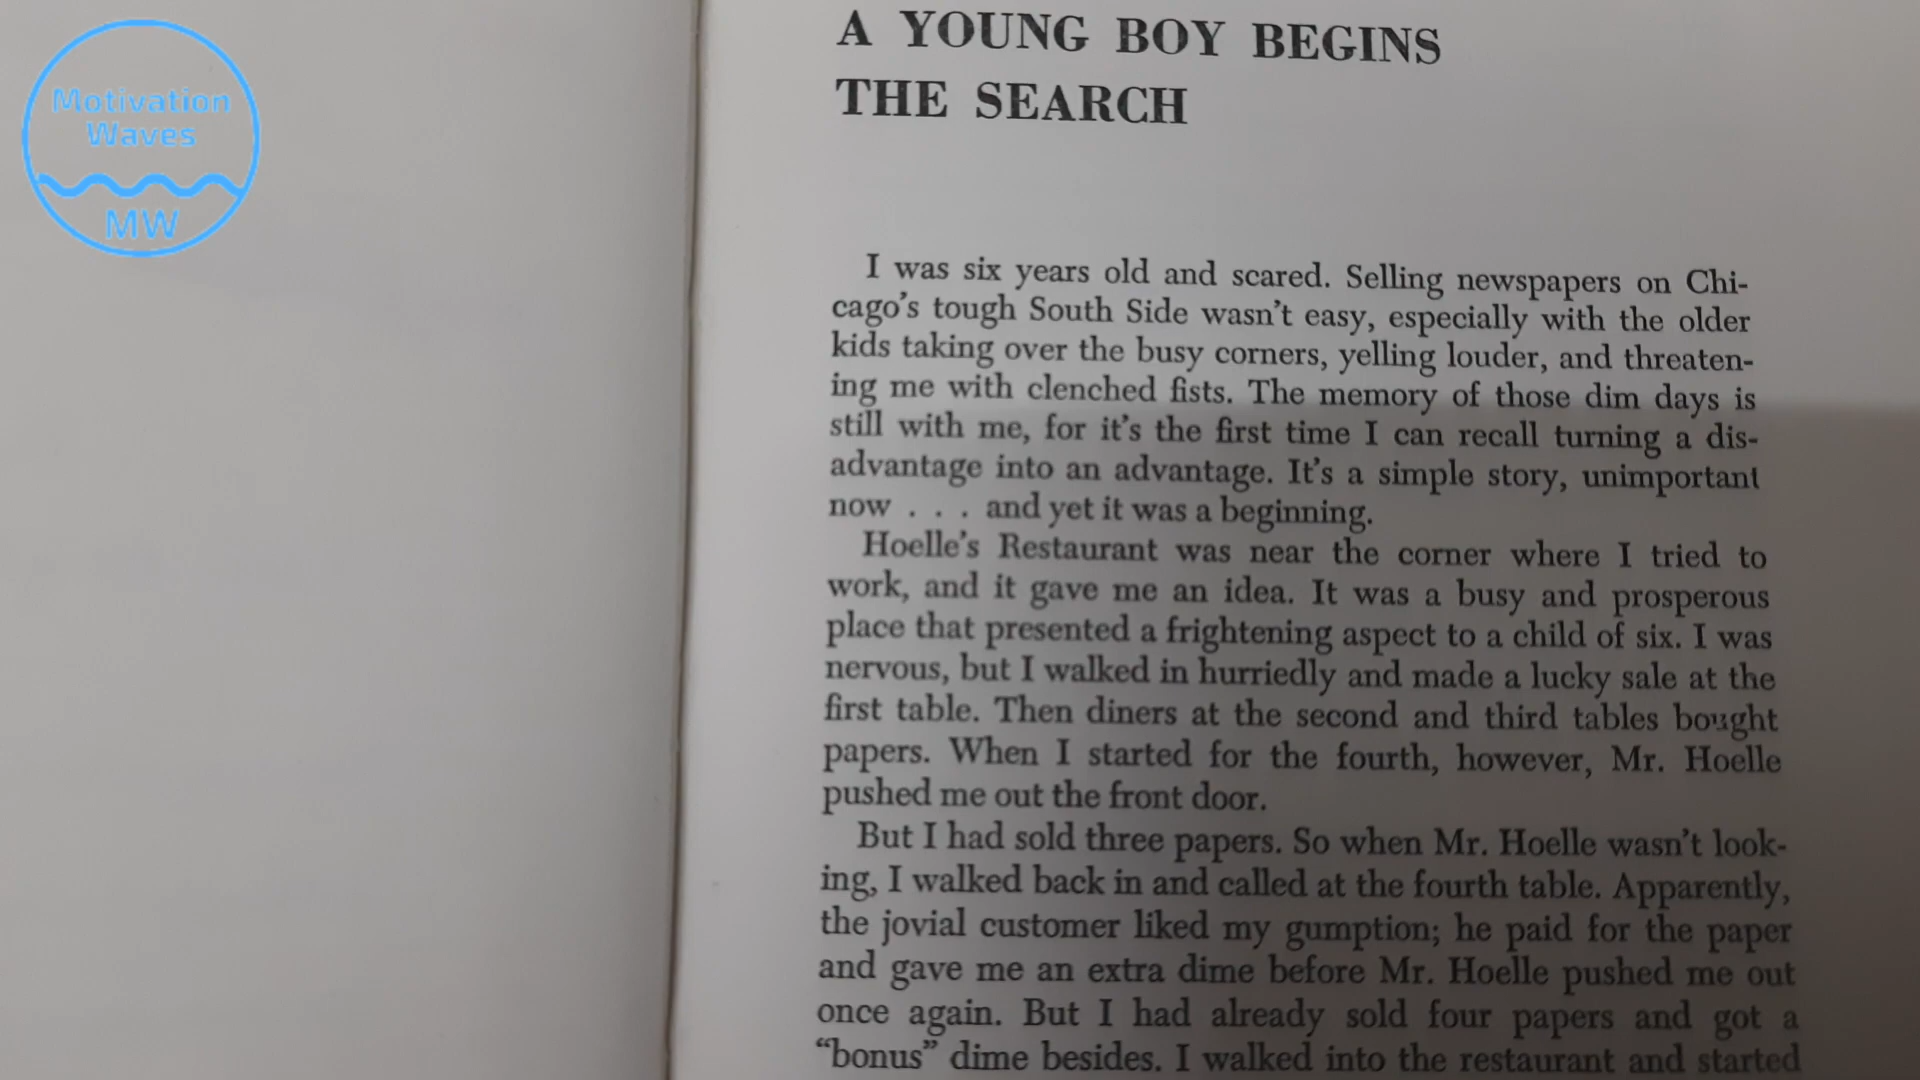 Motivation
Waves
MW
A YOUNG BOY BEGINS
THE SEARCH
I was six years old and scared. Selling newspapers on Chi-
cago's tough South Side wasn't easy, especially with the older
kids taking over the busy corners, yelling louder, and threaten-
ing me with clenched fists. The memory of those dim days is
still with me, for it's the first time I can recall turning a dis-
advantage into an advantage. It's a simple story, unimportant
now . . . and yet it was a beginning.
Hoelle's Restaurant was near the corner where I tried to
work, and it gave me an idea. It was a busy and prosperous
place that presented a frightening aspect to a child of six. I was
nervous, but I walked in hurriedly and made a lucky sale at the
first table. Then diners at the second and third tables bought
papers. When I started for the fourth, however, Mr. Hoelle
pushed me out the front door.
But I had sold three papers. So when Mr. Hoelle wasn't look-
ing, I walked back in and called at the fourth table. Apparently,
the jovial customer liked my gumption; he paid for the paper
and gave me an extra dime before Mr. Hoelle pushed me out
once again. But I had already sold four papers and got a
“bonus” dime besides. I walked into the restaurant and started